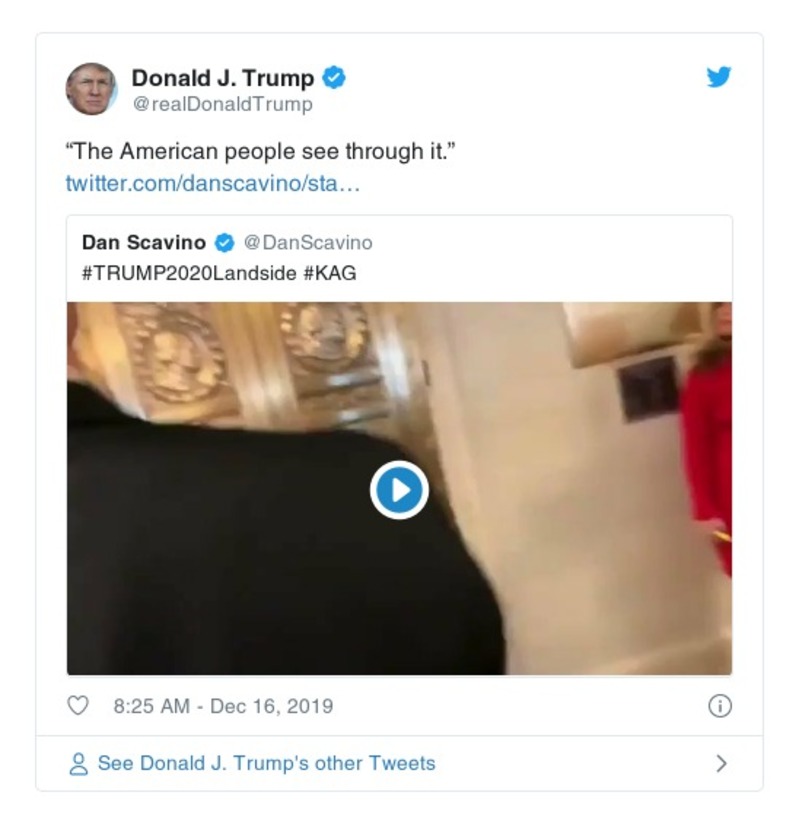 Donald J. Trump
@realDonaldTrump
“The American people see through it.”
twitter.com/danscavino/sta…
Dan Scavino @DanScavino
#TRUMP2020Landside #KAG
8:25 AM - Dec 16, 2019
See Donald J. Trump's other Tweets